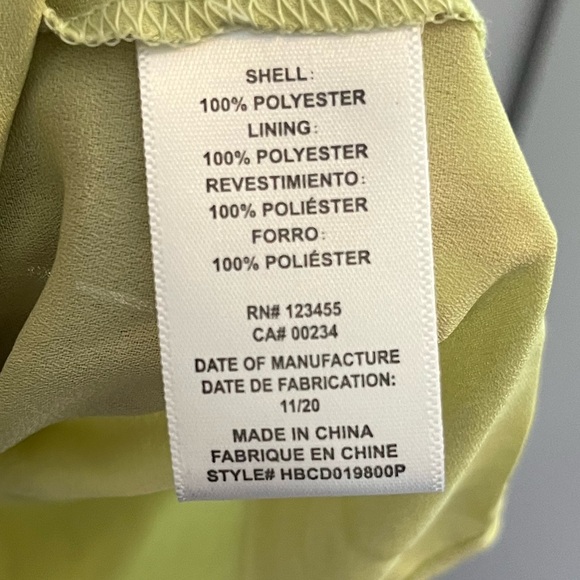 SHELL:
100% POLYESTER
LINING:
100% POLYESTER
REVESTIMIENTO:
100% POLIÉSTER
FORRO:
100% POLIÉSTER
RN# 123455
CA# 00234
DATE OF MANUFACTURE
DATE DE FABRICATION:
11/20
MADE IN CHINA
FABRIQUE EN CHINE
STYLE# HBCD019800P